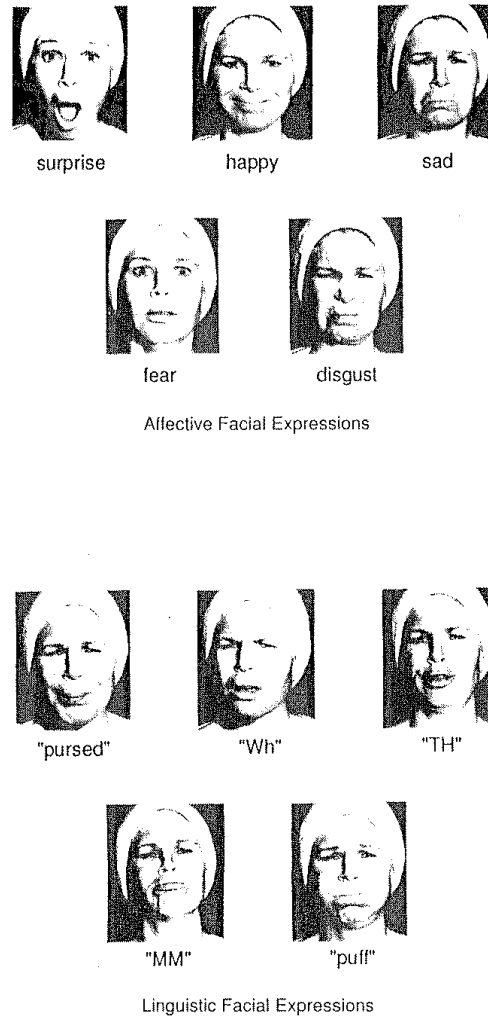 surprise happy sad
fear disgust
Affective Facial Expressions
"pursed" "Wh" "TH"
"MM" "puff"
Linguistic Facial Expressions